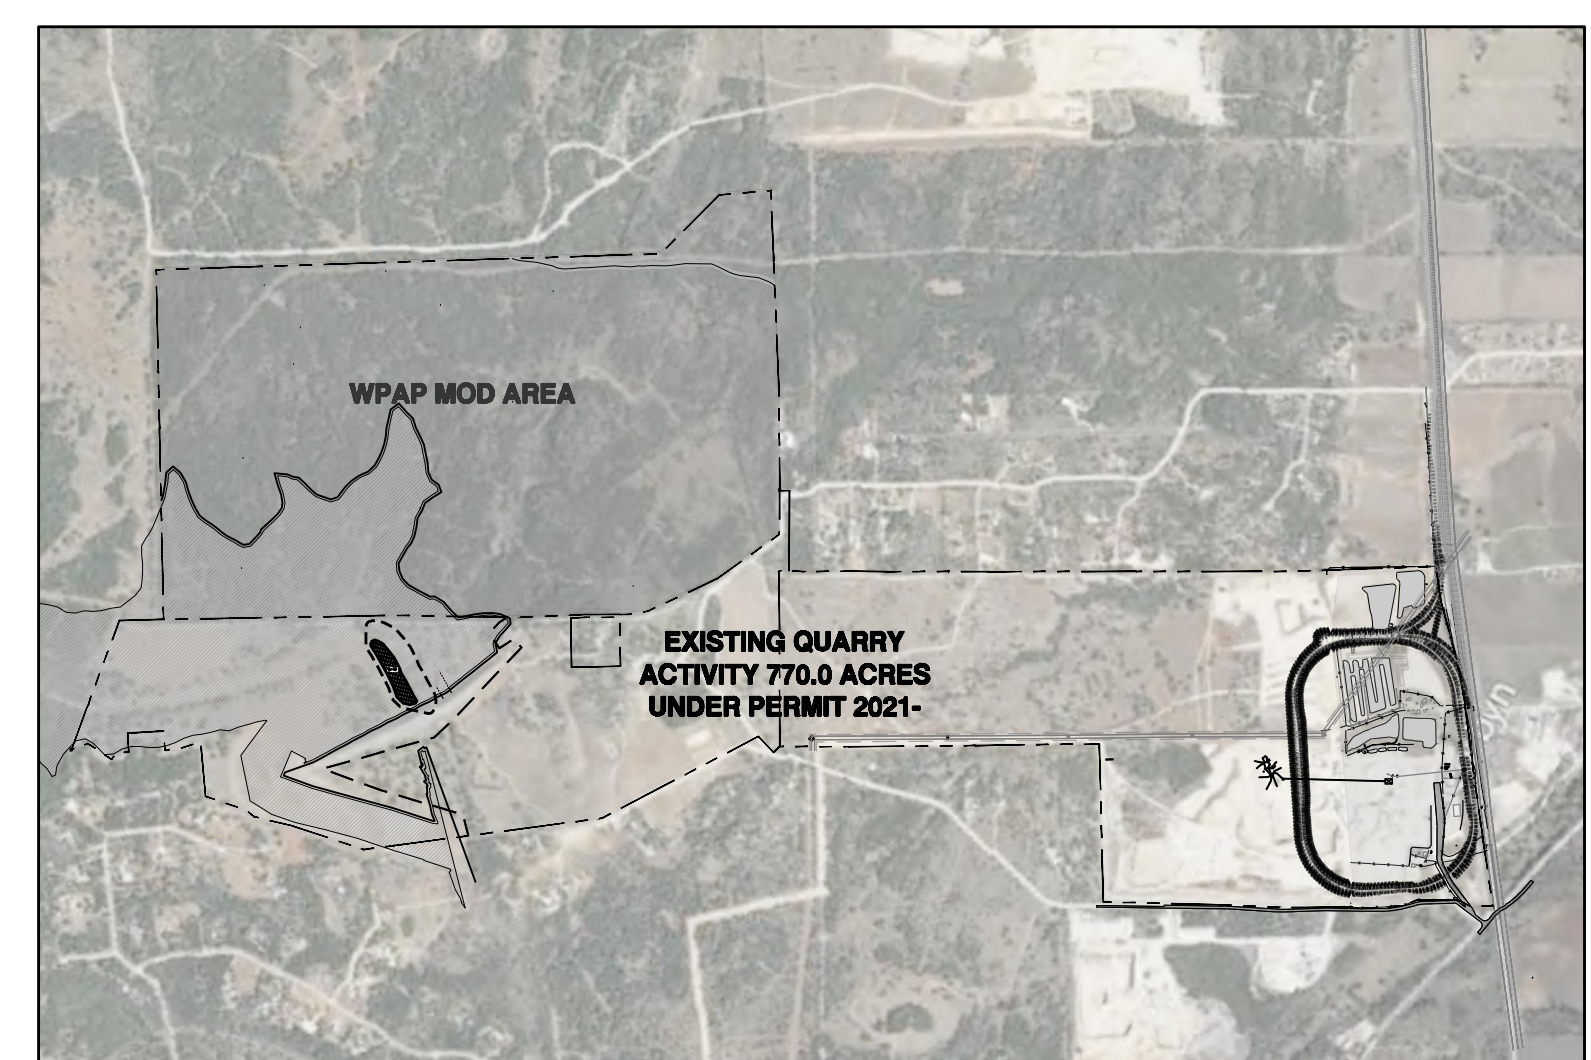 WPAP MOD AREA
EXISTING QUARRY
ACTIVITY 770.0 ACRES
UNDER PERMIT 2021-